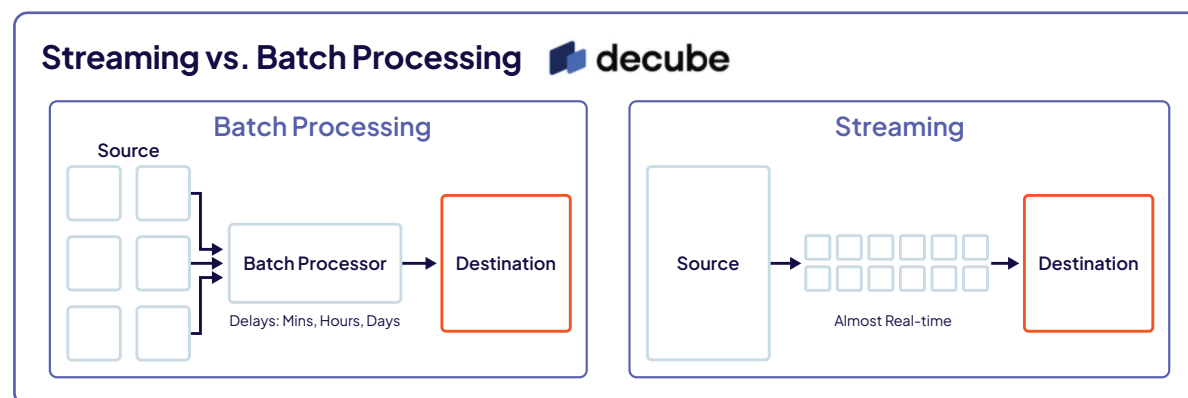 Streaming vs. Batch Processing decube
Batch Processing
Source
Batch Processor
Destination
Delays: Mins, Hours, Days
Streaming
Source
Destination
Almost Real-time